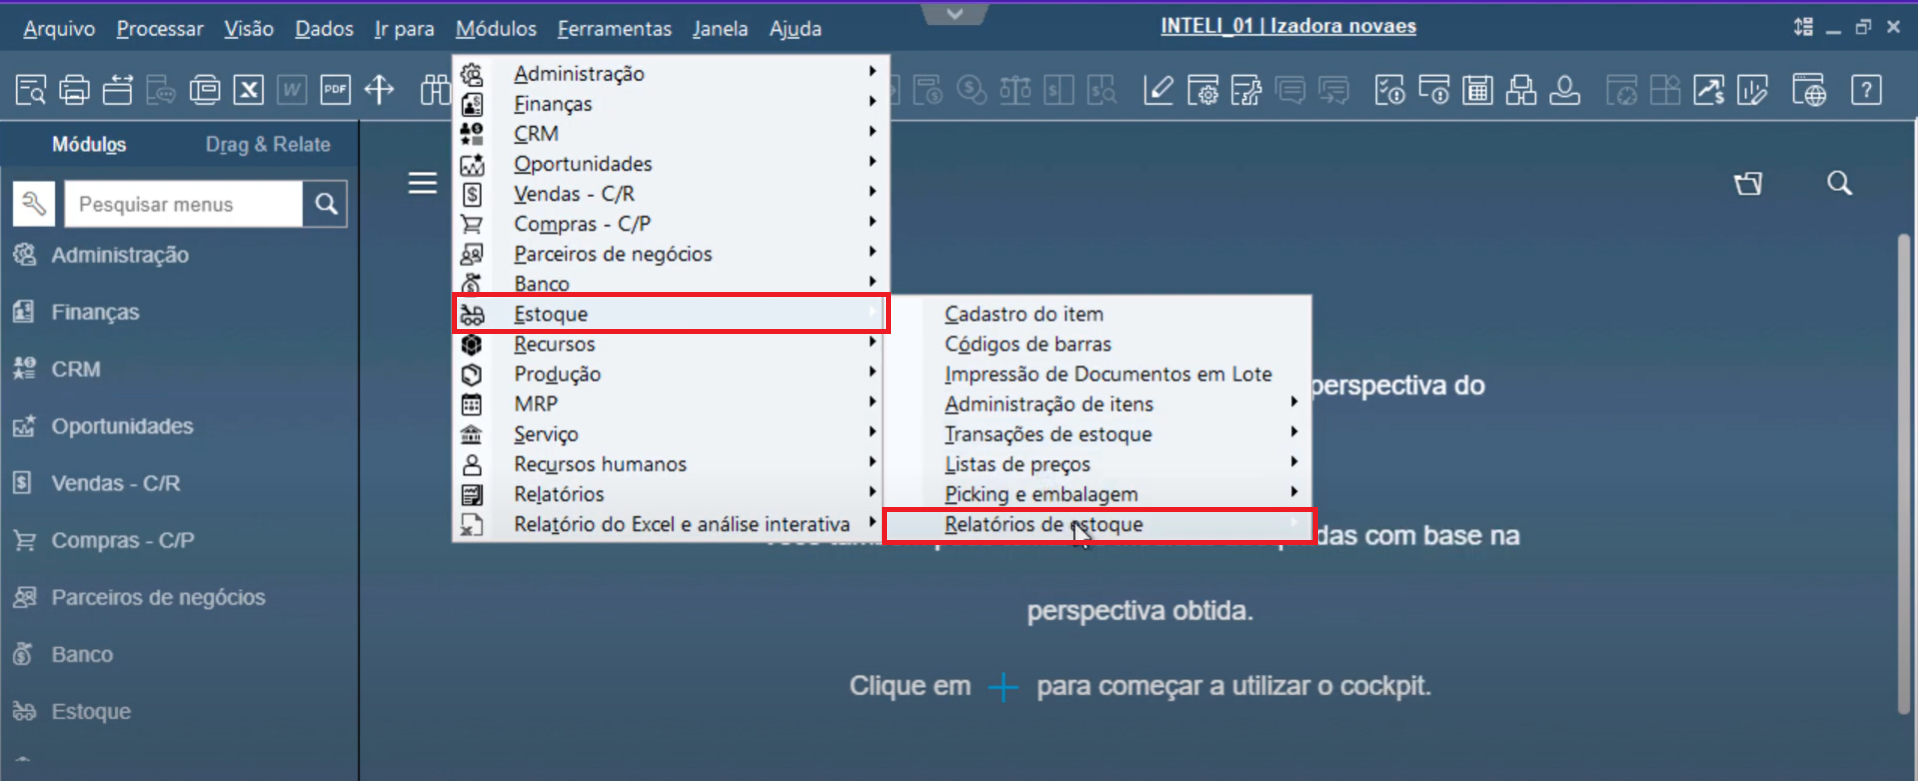 Arquivo Processar Visão Dados Ir para Módulos Ferramentas Janela Ajuda
INTELI_01 | Izadora novaes
X W PDF ?
Módulos Drag & Relate
Pesquisar menus
Administração
Finanças
CRM
Oportunidades
Vendas - C/R
Compras - C/P
Parceiros de negócios
Banco
Estoque
Administração
Finanças
CRM
Oportunidades
Vendas - C/R
Compras - C/P
Parceiros de negócios
Banco
Estoque
Recursos
Produção
MRP
Serviço
Recursos humanos
Relatórios
Relatório do Excel e análise interativa
Cadastro do item
Códigos de barras
Impressão de Documentos em Lote
Administração de itens
Transações de estoque
Listas de preços
Picking e embalagem
Relatórios de estoque
perspectiva do
das com base na
perspectiva obtida.
Clique em + para começar a utilizar o cockpit.